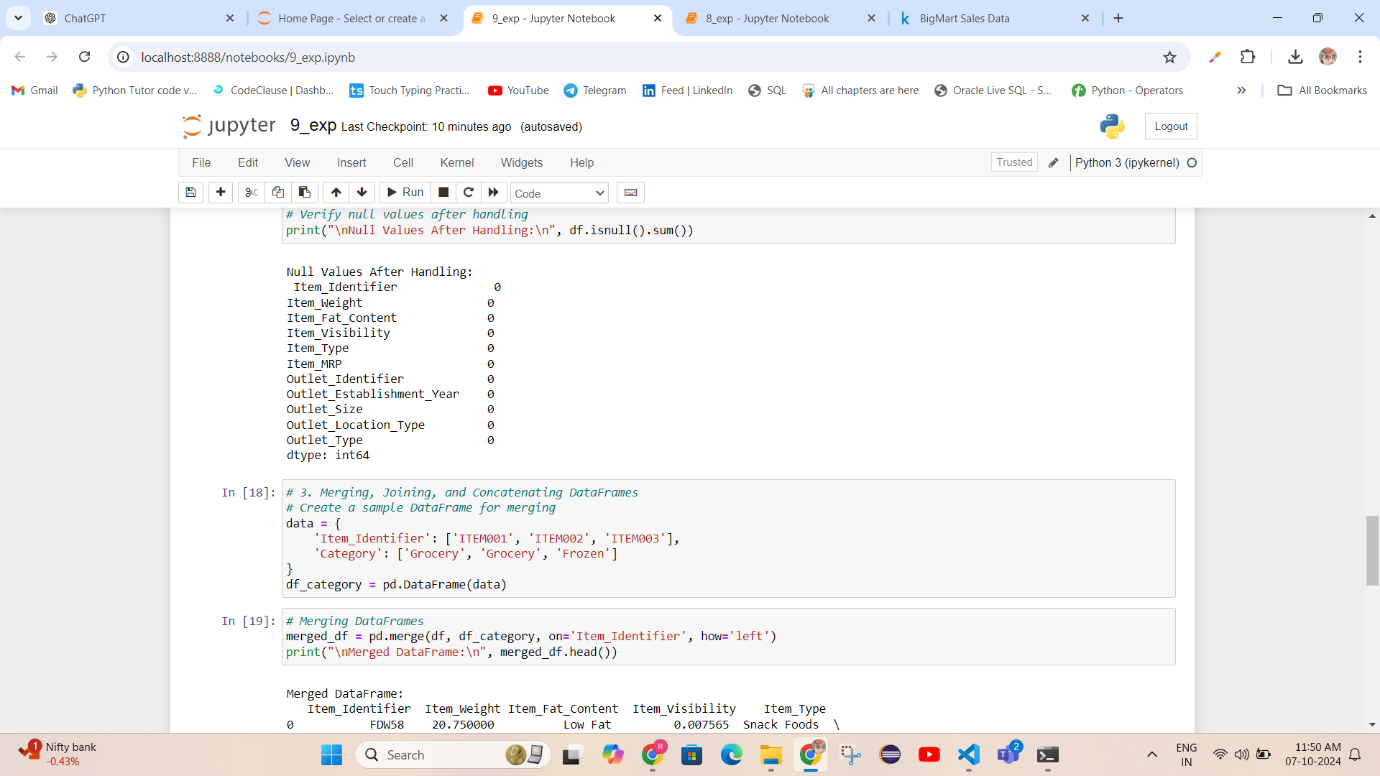 ChatGPT
Home Page - Select or create a
9_exp - Jupyter Notebook
8_exp - Jupyter Notebook
BigMart Sales Data
localhost:8888/notebooks/9_exp.ipynb
Gmail
Python Tutor code v...
CodeClause | Dashb...
ts Touch Typing Practi...
YouTube
Telegram
Feed | LinkedIn
SQL
All chapters are here
Oracle Live SQL - S...
Python - Operators
All Bookmarks
jupyter 9_exp Last Checkpoint: 10 minutes ago (autosaved)
Logout
File Edit View Insert Cell Kernel Widgets Help
Trusted
Python 3 (ipykernel)
Run
Code
# Verify null values after handling
print("\nNull Values After Handling:\n", df.isnull().sum())
Null Values After Handling:
Item_Identifier 0
Item_Weight 0
Item_Fat_Content 0
Item_Visibility 0
Item_Type 0
Item_MRP 0
Outlet_Identifier 0
Outlet_Establishment_Year 0
Outlet_Size 0
Outlet_Location_Type 0
Outlet_Type 0
dtype: int64
In [18]: # 3. Merging, Joining, and Concatenating DataFrames
# Create a sample DataFrame for merging
data = {
'Item_Identifier': ['ITEM001', 'ITEM002', 'ITEM003'],
'Category': ['Grocery', 'Grocery', 'Frozen']
}
df_category = pd.DataFrame(data)
In [19]: # Merging DataFrames
merged_df = pd.merge(df, df_category, on='Item_Identifier', how='left')
print("\nMerged DataFrame:\n", merged_df.head())
Merged DataFrame:
Item_Identifier Item_Weight Item_Fat_Content Item_Visibility Item_Type
0 FDW58 20.750000 Low Fat 0.007565 Snack Foods \
1
Nifty bank
-0.43%
Search
R
2
ENG
IN
11:50 AM
07-10-2024